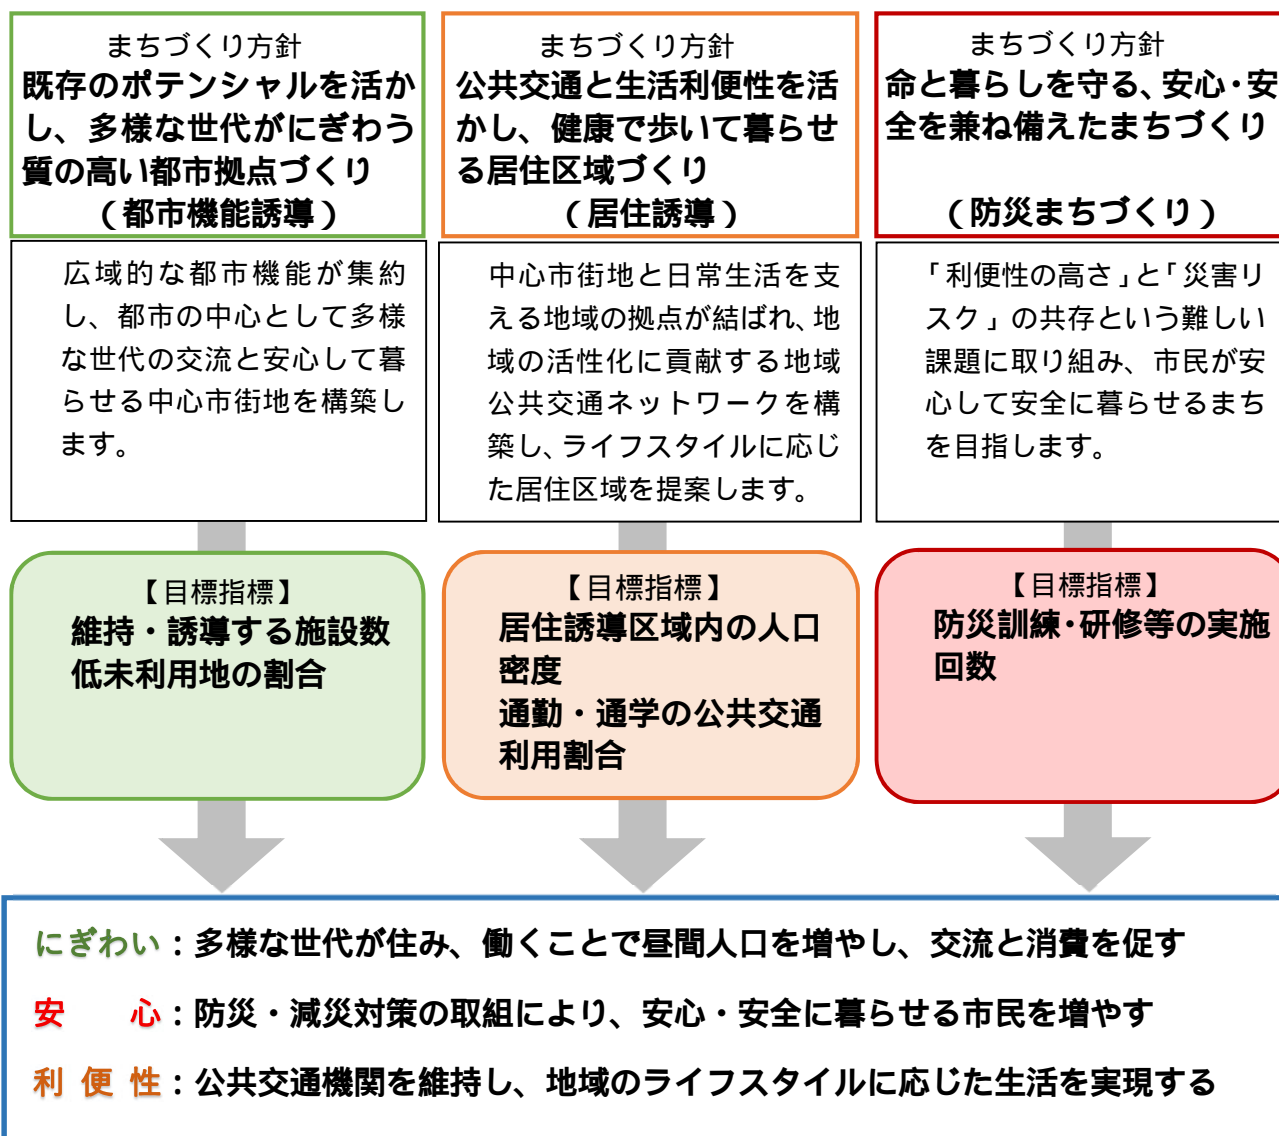 まちづくり方針
既存のポテンシャルを活か
し、多様な世代がにぎわう
質の高い都市拠点づくり
（都市機能誘導）
広域的な都市機能が集約
し、都市の中心として多様
な世代の交流と安心して暮
らせる中心市街地を構築し
ます。
【目標指標】
維持・誘導する施設数
低未利用地の割合
まちづくり方針
公共交通と生活利便性を活
かし、健康で歩いて暮らせ
る居住区域づくり
（居住誘導）
中心市街地と日常生活を支
える地域の拠点が結ばれ、地
域の活性化に貢献する地域
公共交通ネットワークを構
築し、ライフスタイルに応じ
た居住区域を提案します。
【目標指標】
居住誘導区域内の人口
密度
通勤・通学の公共交通
利用割合
まちづくり方針
命と暮らしを守る、安心・安
全を兼ね備えたまちづくり
（防災まちづくり）
「利便性の高さ」と「災害リ
スク」の共存という難しい
課題に取り組み、市民が安
心して安全に暮らせるまち
を目指します。
【目標指標】
防災訓練・研修等の実施
回数
にぎわい：多様な世代が住み、働くことで昼間人口を増やし、交流と消費を促す
安　　心：防災・減災対策の取組により、安心・安全に暮らせる市民を増やす
利 便 性：公共交通機関を維持し、地域のライフスタイルに応じた生活を実現する